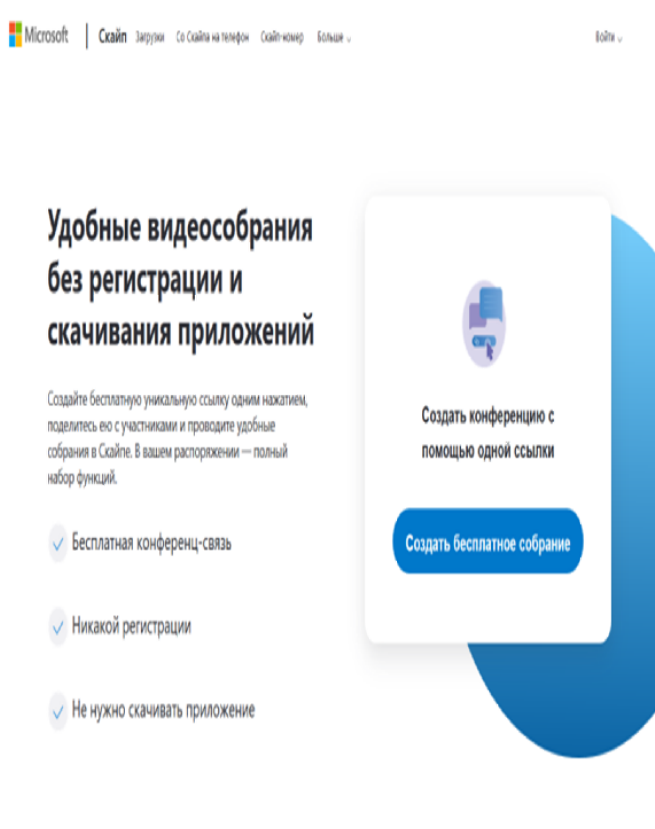 Microsoft | Скайп Загрузки Со Скайпа на телефон Скайп-номер Больше Войти
Удобные видеособрания
без регистрации и
скачивания приложений
Создайте бесплатную уникальную ссылку одним нажатием,
поделитесь ею с участниками и проводите удобные
собрания в Скайпе. В вашем распоряжении — полный
набор функций.
Бесплатная конференц-связь
Никакой регистрации
Не нужно скачивать приложение
Создать конференцию с
помощью одной ссылки
Создать бесплатное собрание